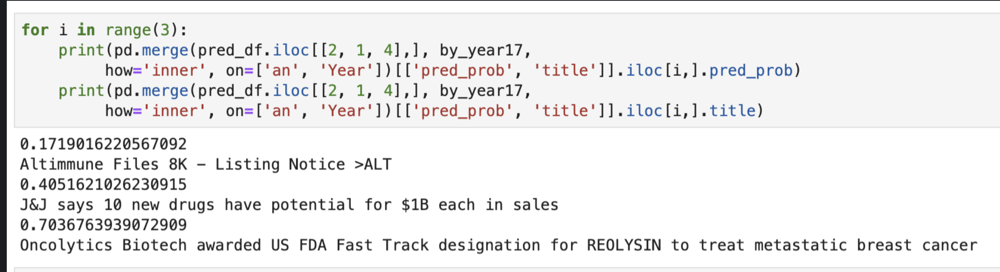 for i in range(3):
    print(pd.merge(pred_df.iloc[[2, 1, 4],], by_year17,
         how='inner', on=['an', 'Year'])[['pred_prob', 'title']].iloc[i,].pred_prob)
    print(pd.merge(pred_df.iloc[[2, 1, 4],], by_year17,
         how='inner', on=['an', 'Year'])[['pred_prob', 'title']].iloc[i,].title)
0.1719016220567092
Altimmune Files 8K – Listing Notice >ALT
0.4051621026230915
J&J says 10 new drugs have potential for $1B each in sales
0.7036763939072909
Oncolytics Biotech awarded US FDA Fast Track designation for REOLYSIN to treat metastatic breast cancer